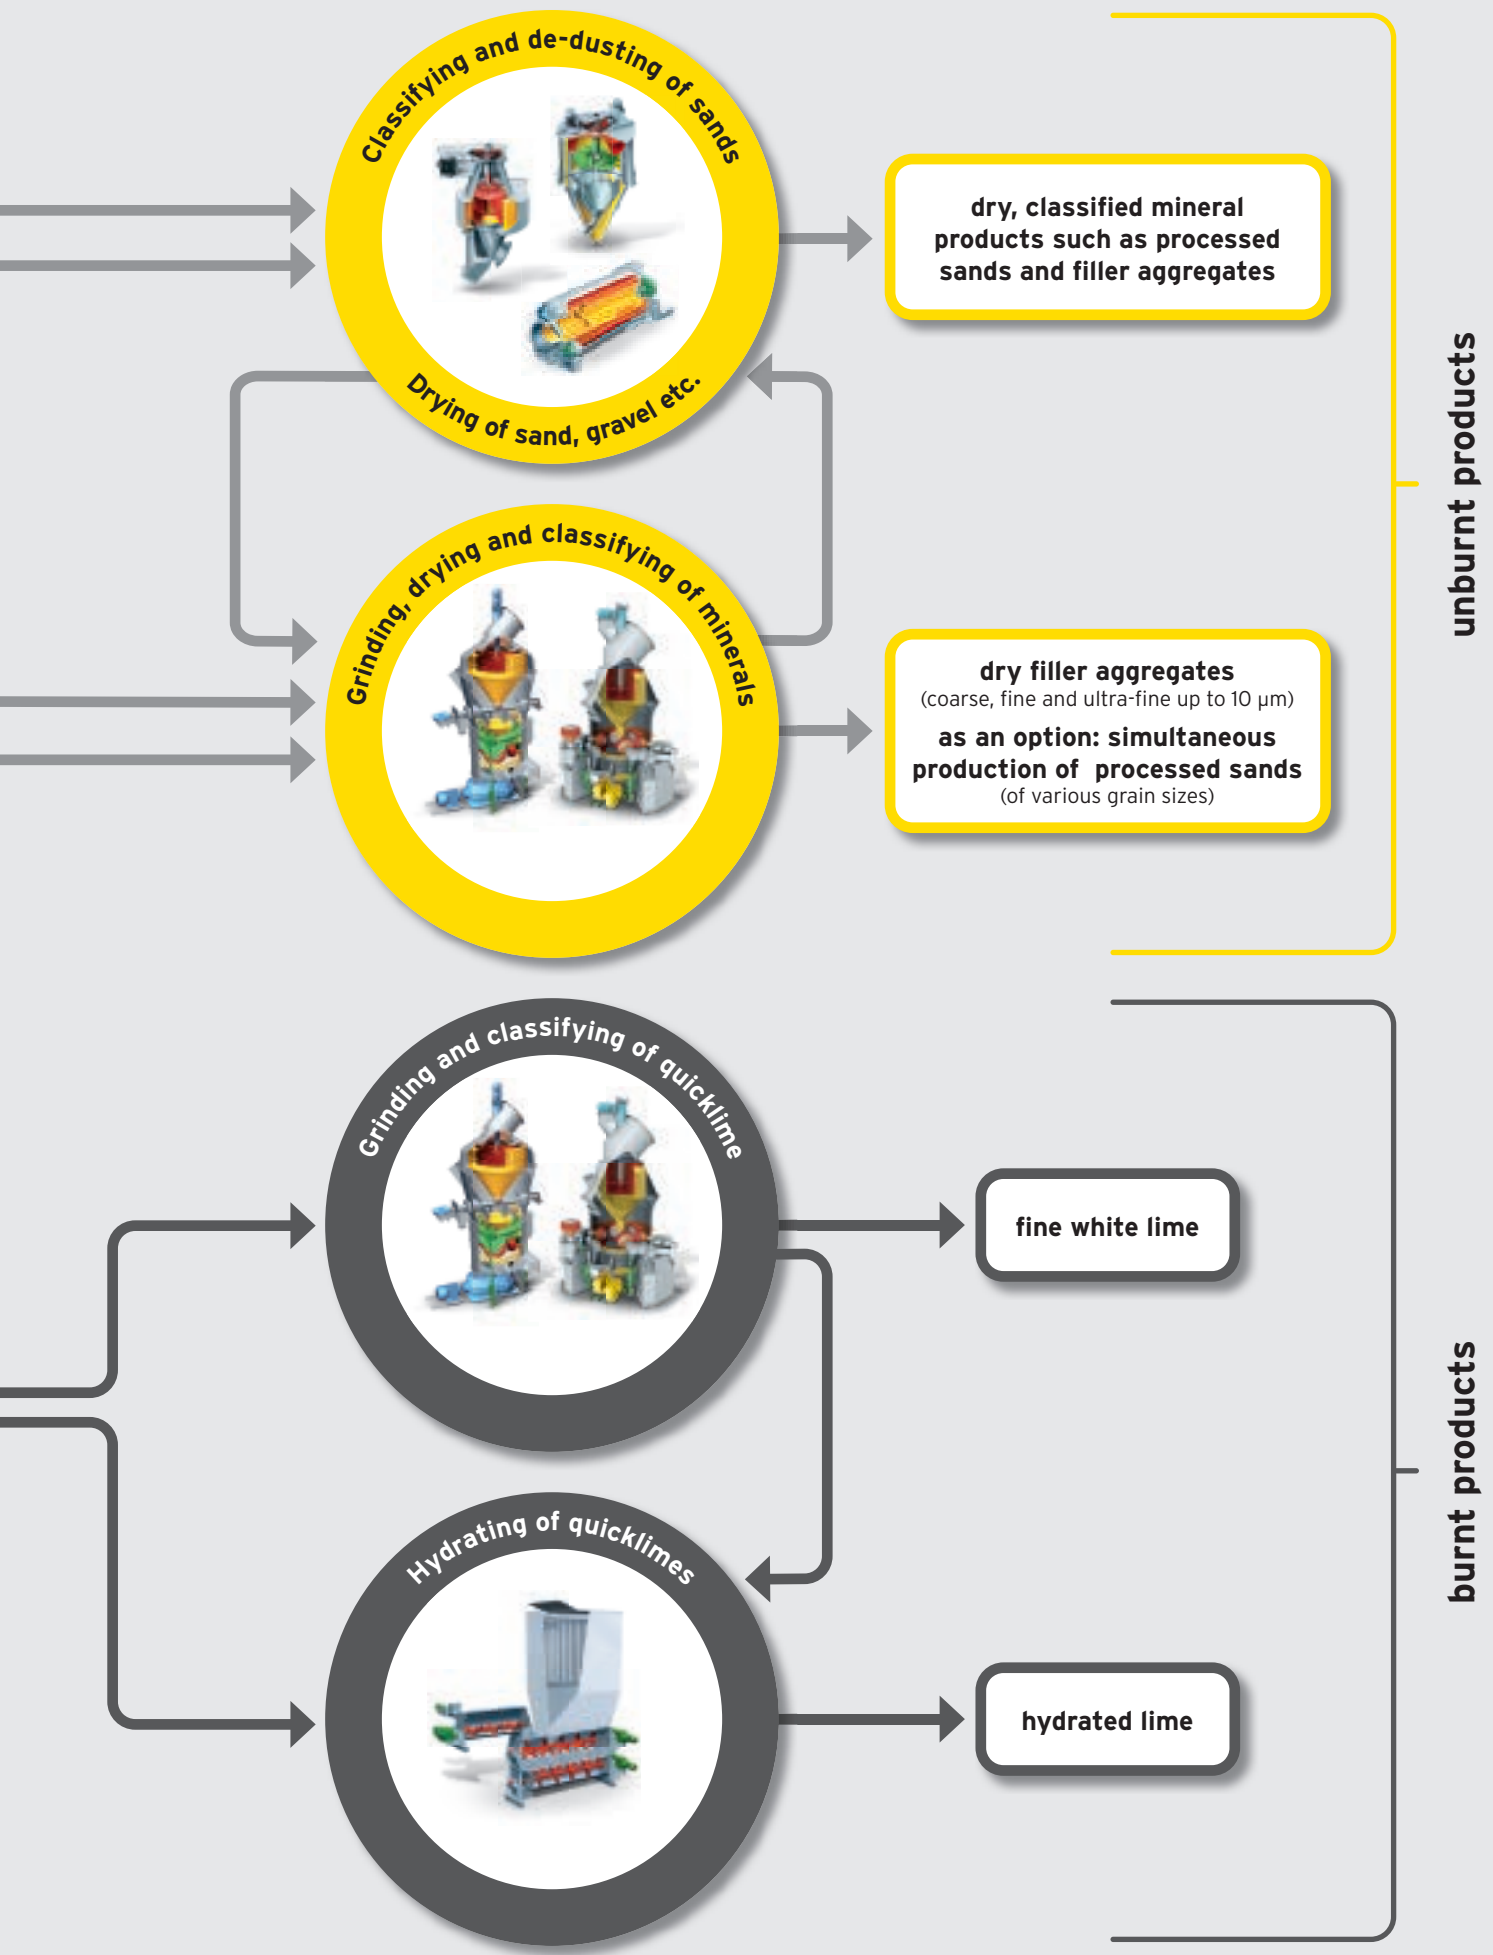 Classifying and de-dusting of sands
Drying of sand, gravel etc.
dry, classified mineral
products such as processed
sands and filler aggregates
unburnt products
Grinding, drying and classifying of minerals
dry filler aggregates
(coarse, fine and ultra-fine up to 10 µm)
as an option: simultaneous
production of processed sands
(of various grain sizes)
Grinding and classifying of quicklime
fine white lime
burnt products
Hydrating of quicklimes
hydrated lime